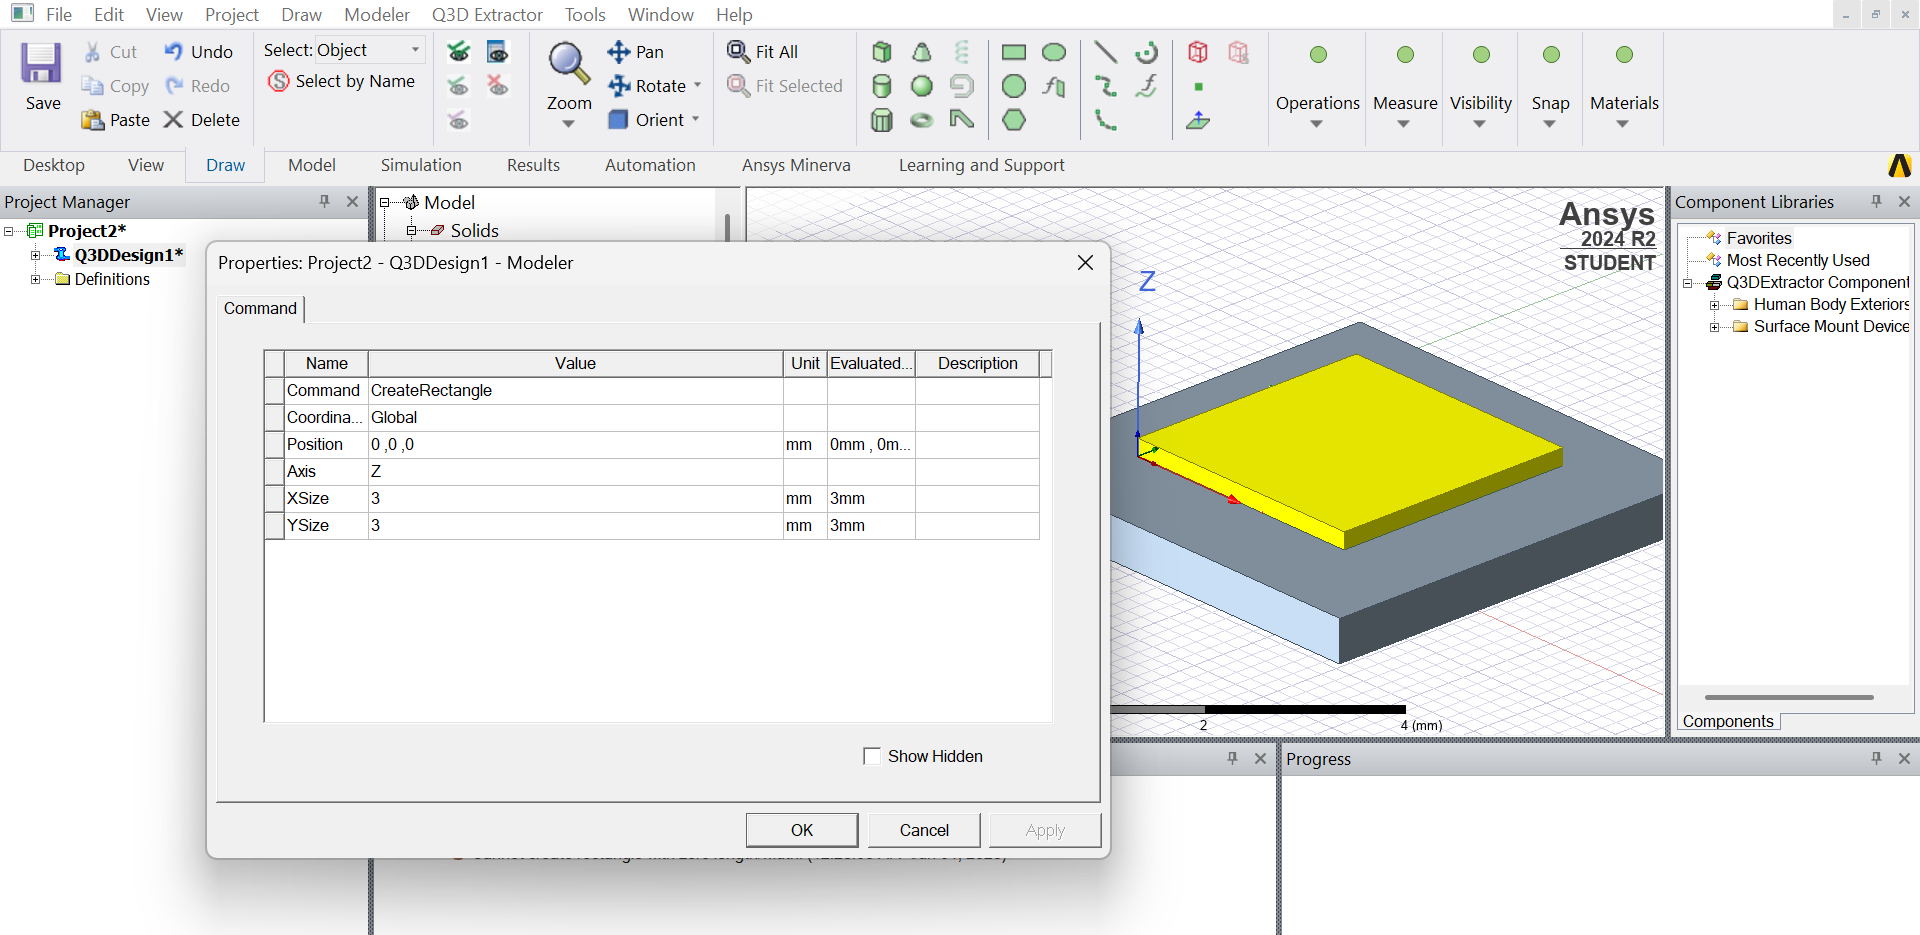 File Edit View Project Draw Modeler Q3D Extractor Tools Window Help
Save
Cut
Copy
Paste
Undo
Redo
Delete
Select: Object
Select by Name
Zoom
Pan
Rotate
Orient
Fit All
Fit Selected
Operations
Measure
Visibility
Snap
Materials
Desktop View Draw Model Simulation Results Automation Ansys Minerva Learning and Support
Project Manager
Project2*
Q3DDesign1*
Definitions
Model
Solids
Properties: Project2 - Q3DDesign1 - Modeler
Command
Name Value Unit Evaluated... Description
Command CreateRectangle
Coordina... Global
Position 0 ,0 ,0 mm 0mm , 0m...
Axis Z
XSize 3 mm 3mm
YSize 3 mm 3mm
Show Hidden
OK Cancel Apply
Z
Ansys
2024 R2
STUDENT
2 4 (mm)
Component Libraries
Favorites
Most Recently Used
Q3DExtractor Component
Human Body Exteriors
Surface Mount Device
Components
Progress